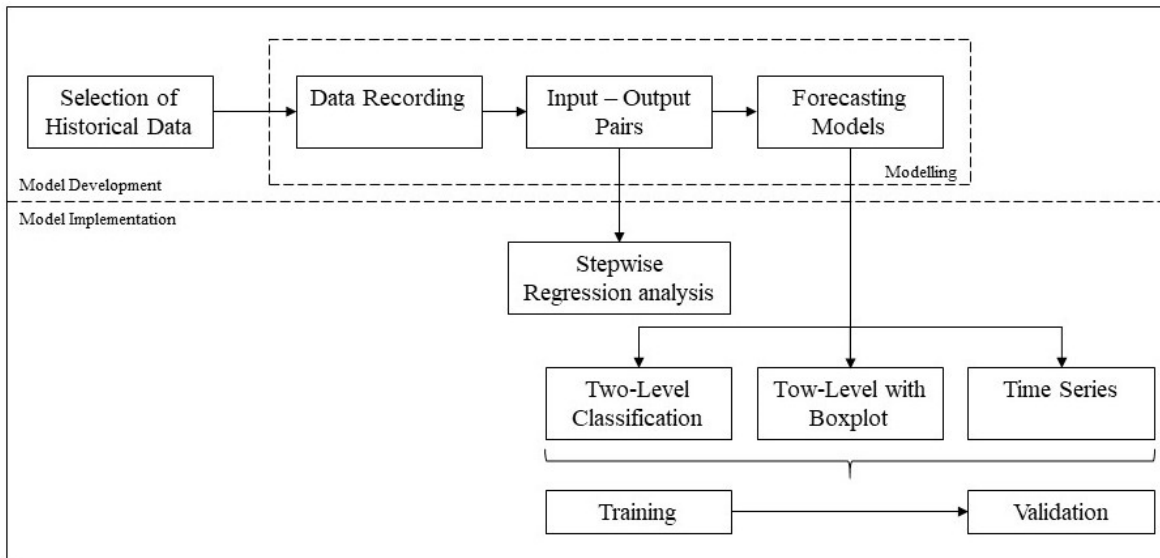 Selection of
Historical Data
Data Recording
Input – Output
Pairs
Forecasting
Models
Modelling
Model Development
Model Implementation
Stepwise
Regression analysis
Two-Level
Classification
Tow-Level with
Boxplot
Time Series
Training
Validation